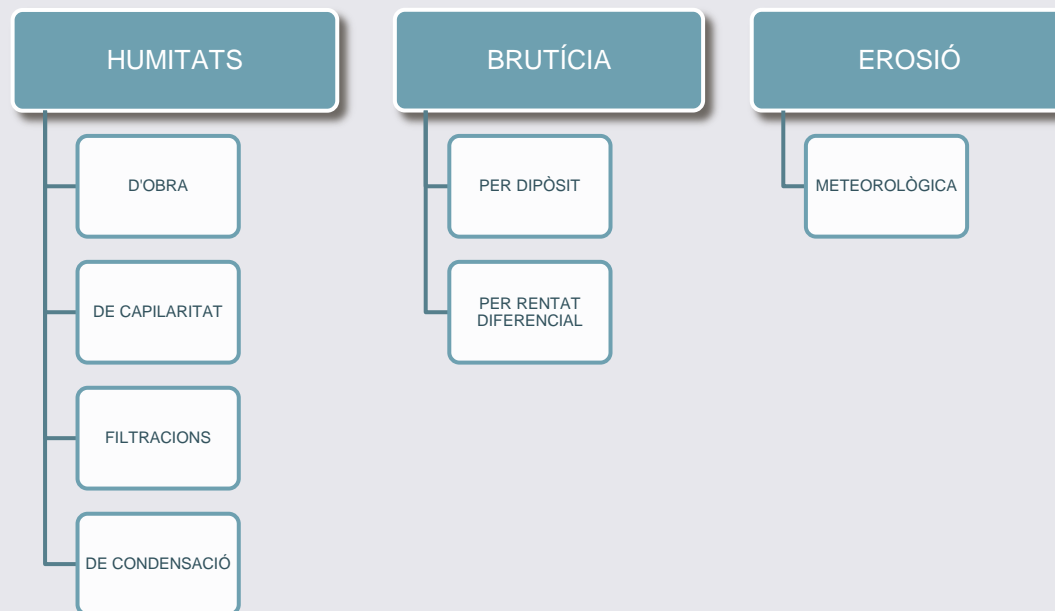 HUMITATS
D'OBRA
DE CAPILARITAT
FILTRACIONS
DE CONDENSACIÓ
BRUTÍCIA
PER DIPÒSIT
PER RENTAT
DIFERENCIAL
EROSIÓ
METEOROLÒGICA